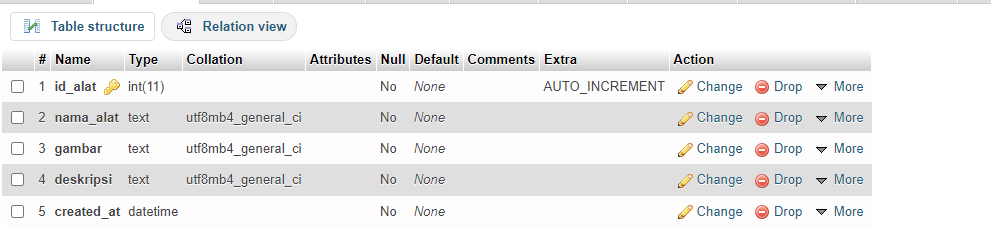 Table structure Relation view
# Name Type Collation Attributes Null Default Comments Extra Action
1 id_alat int(11) No None AUTO_INCREMENT Change Drop More
2 nama_alat text utf8mb4_general_ci No None Change Drop More
3 gambar text utf8mb4_general_ci No None Change Drop More
4 deskripsi text utf8mb4_general_ci No None Change Drop More
5 created_at datetime No None Change Drop More